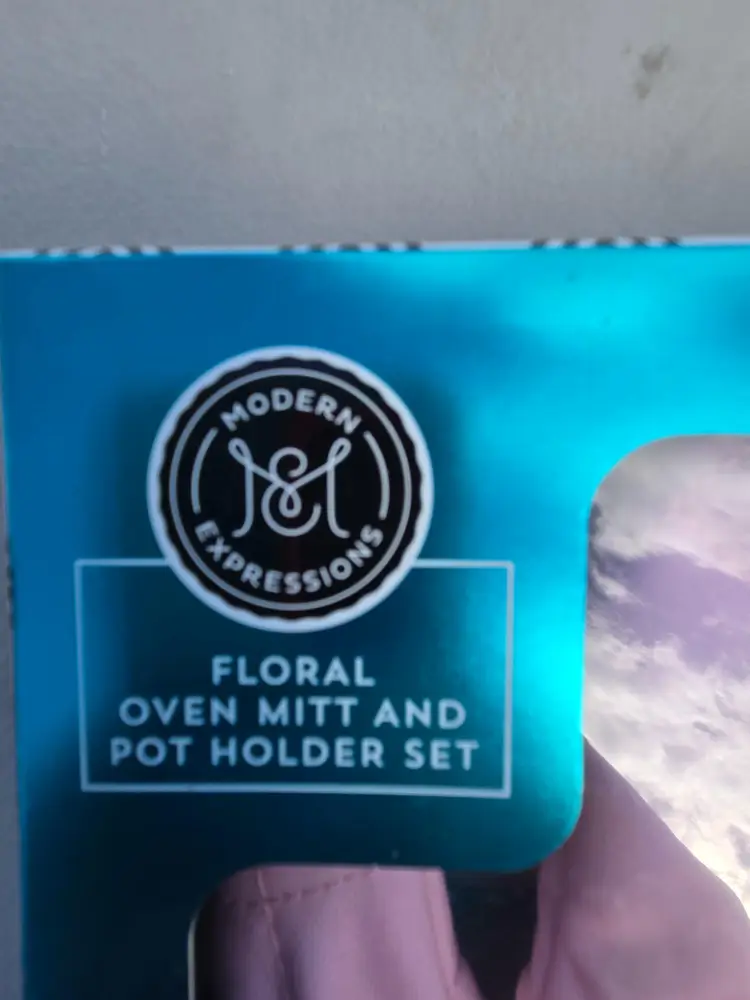 MODERN
EXPRESSIONS
FLORAL
OVEN MITT AND
POT HOLDER SET